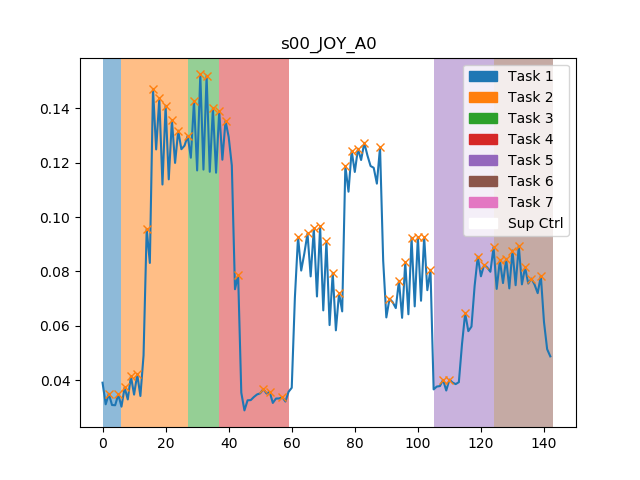 s00_JOY_A0
Task 1
Task 2
Task 3
Task 4
Task 5
Task 6
Task 7
Sup Ctrl
0.14
0.12
0.10
0.08
0.06
0.04
0 20 40 60 80 100 120 140